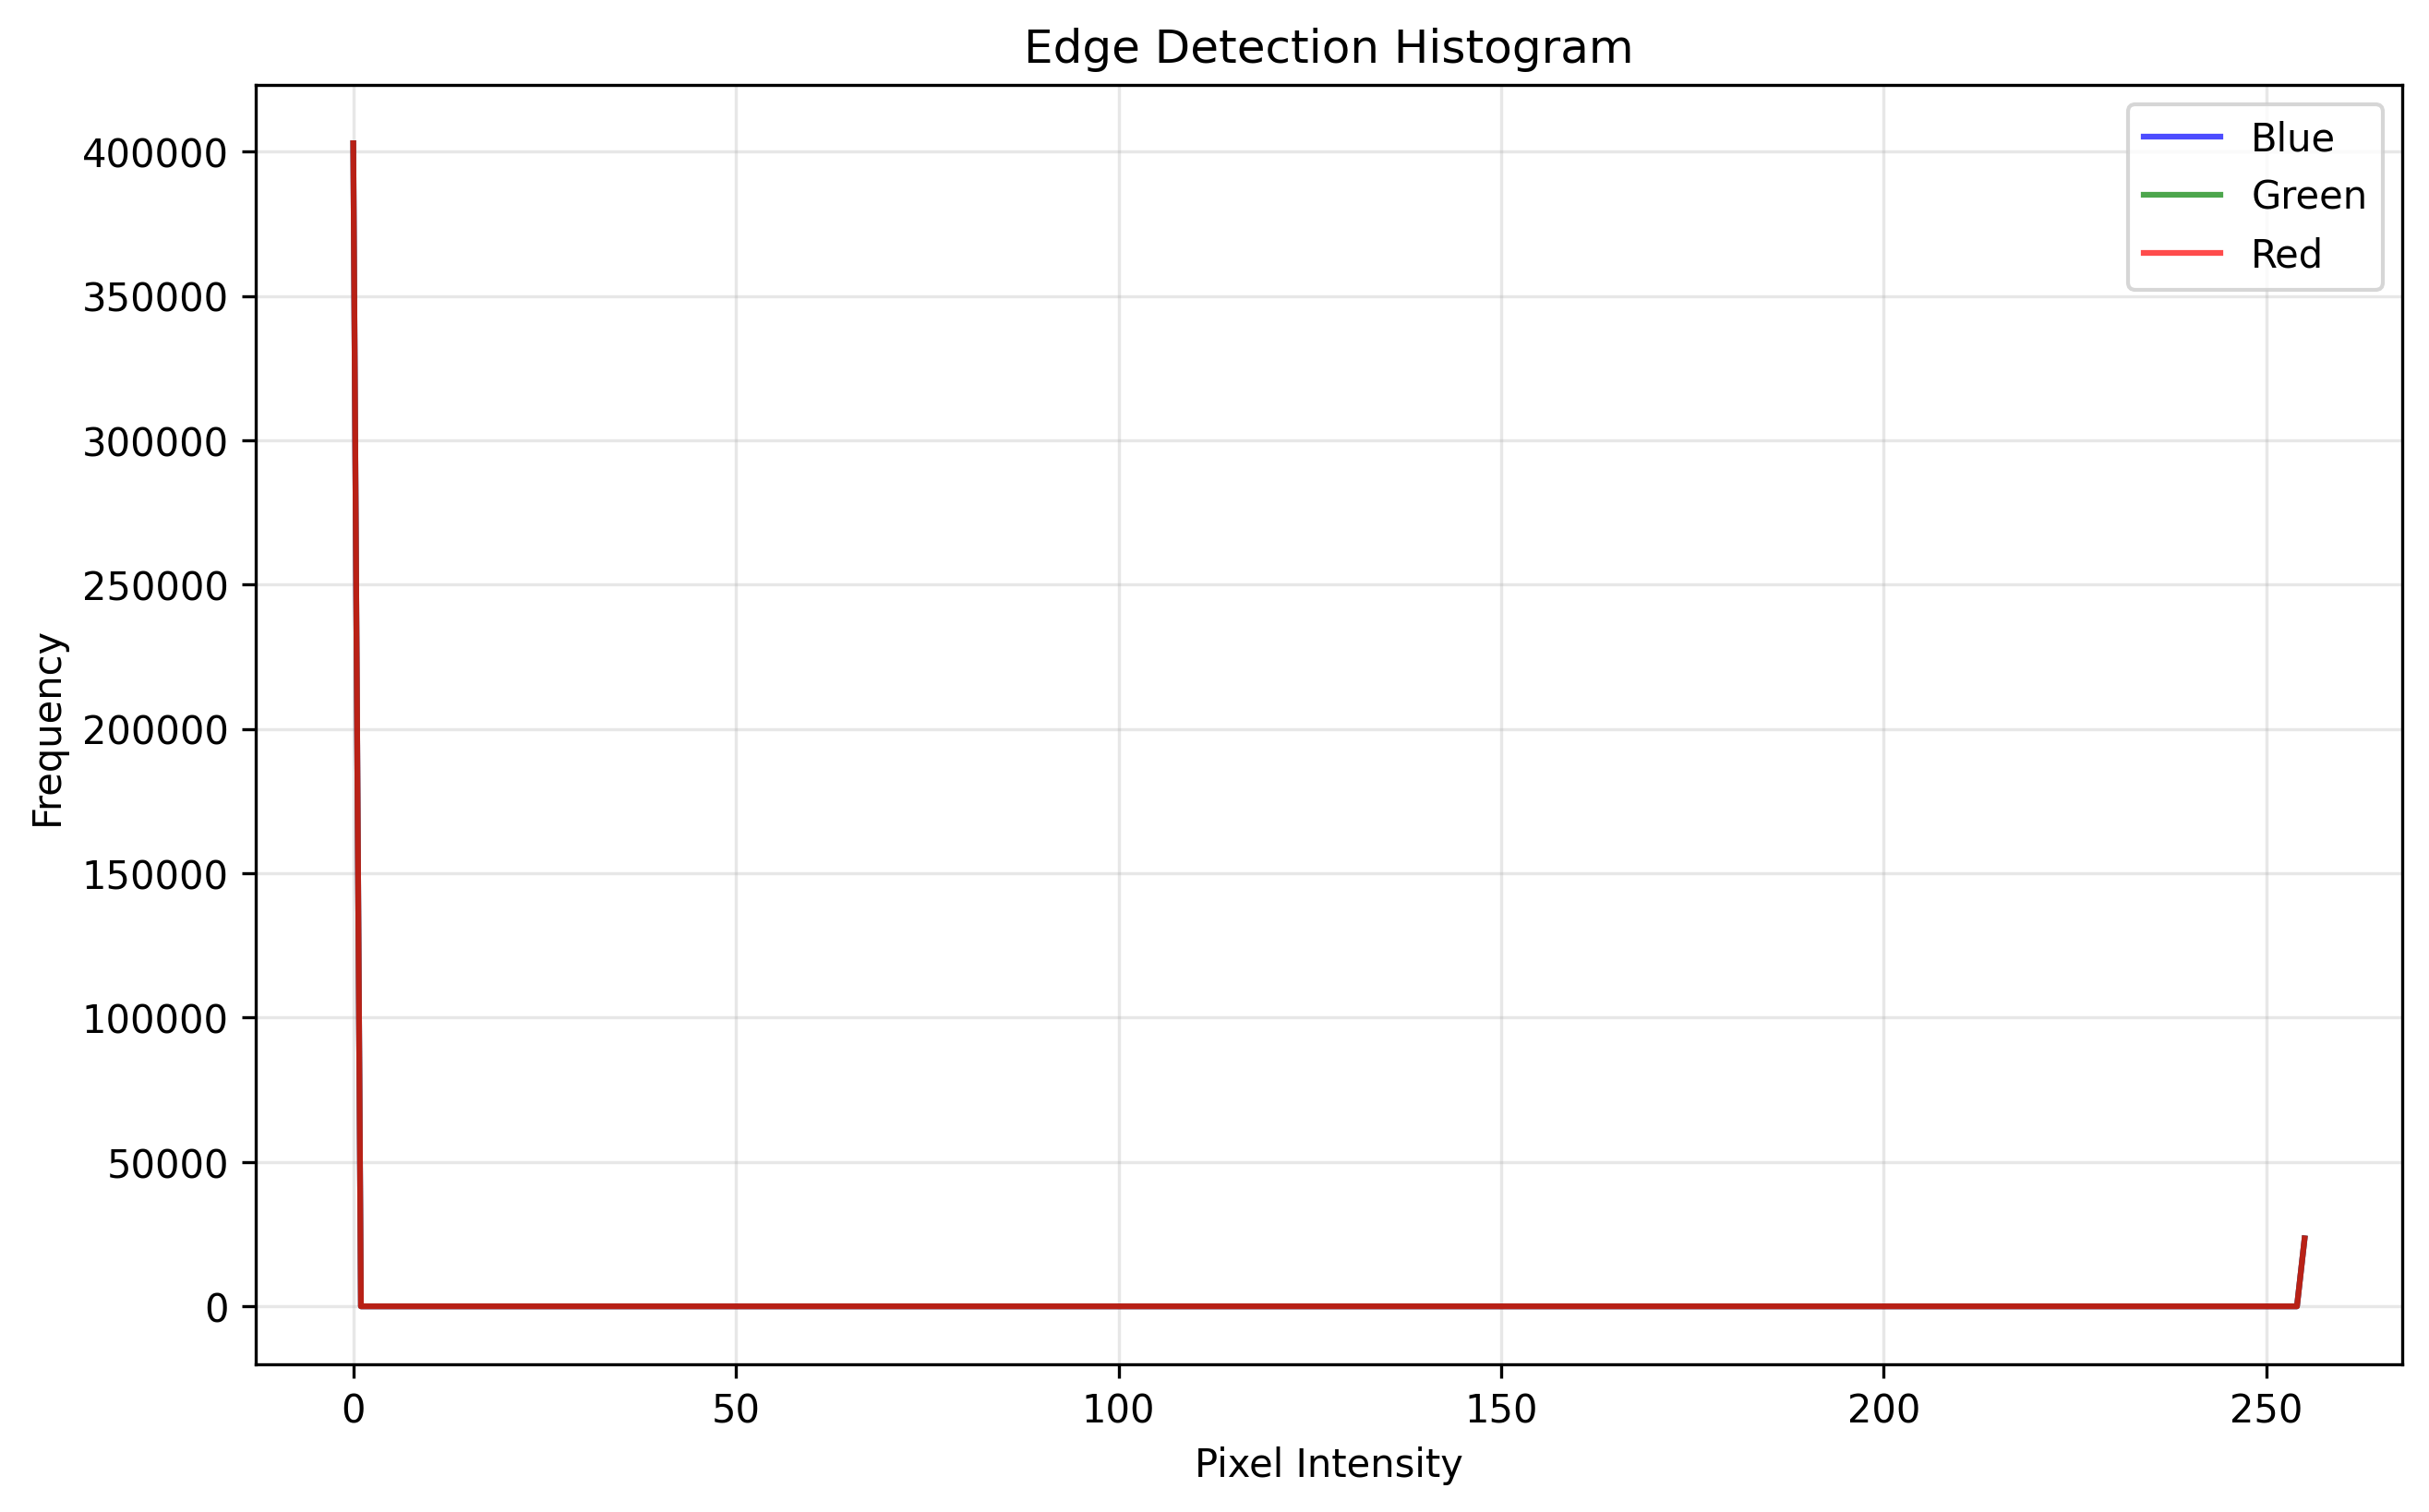 Edge Detection Histogram
Blue
Green
Red
400000
350000
300000
250000
200000
150000
100000
50000
0
Frequency
0 50 100 150 200 250
Pixel Intensity